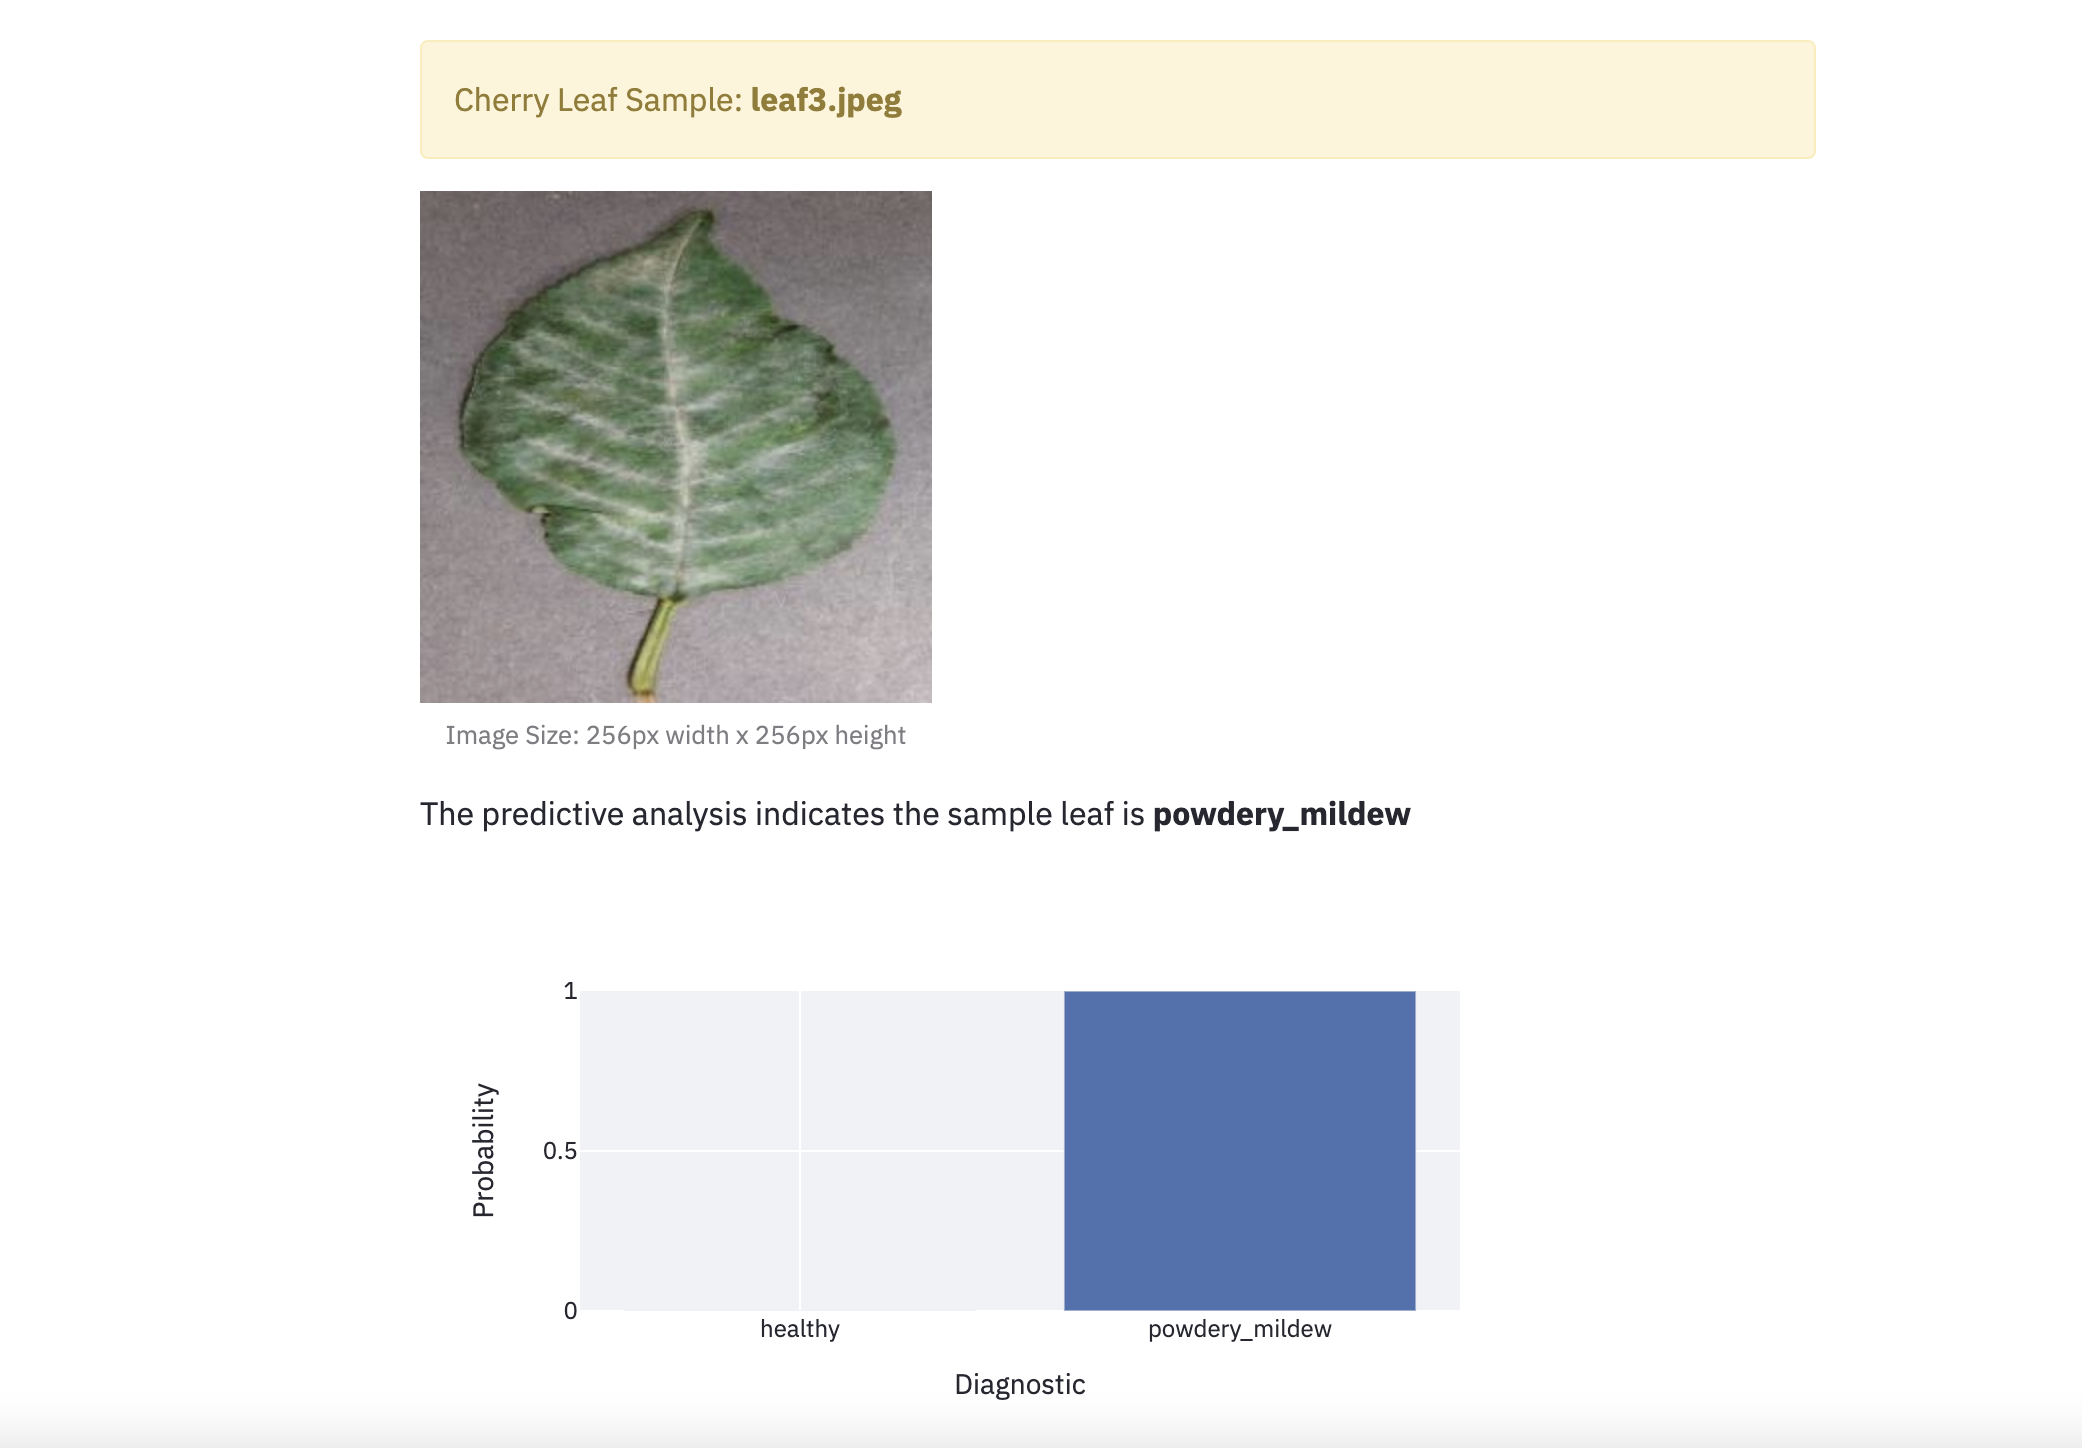 Cherry Leaf Sample: leaf3.jpeg
Image Size: 256px width x 256px height
The predictive analysis indicates the sample leaf is powdery_mildew
1
0.5
0
Probability
healthy
powdery_mildew
Diagnostic